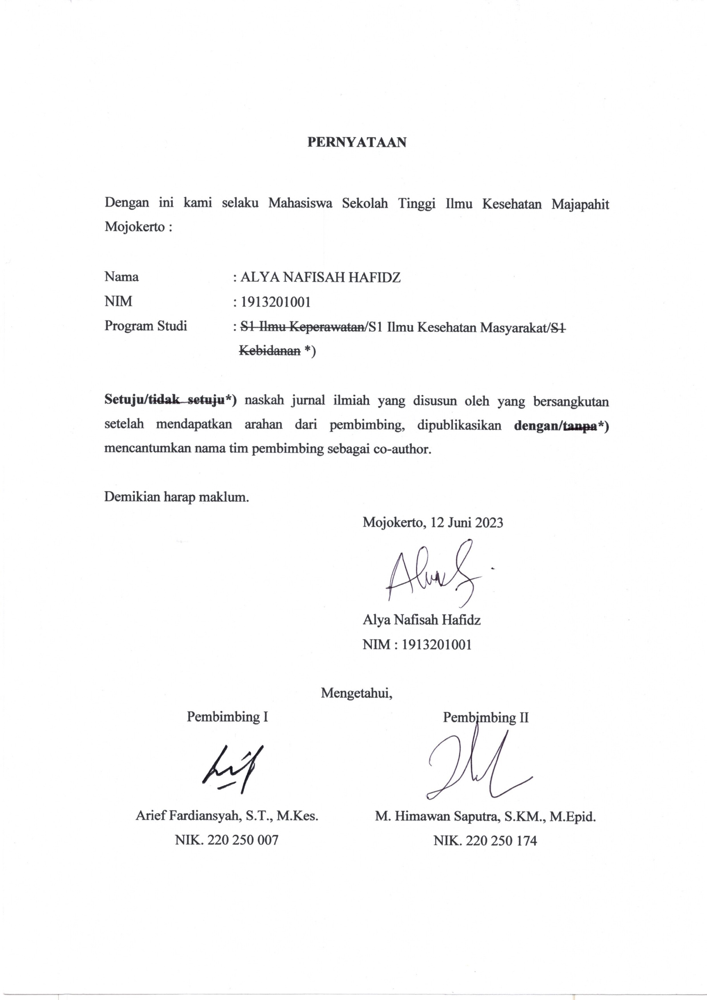 PERNYATAAN
Dengan ini kami selaku Mahasiswa Sekolah Tinggi Ilmu Kesehatan Majapahit
Mojokerto :
Nama : ALYA NAFISAH HAFIDZ
NIM : 1913201001
Program Studi : S1 Ilmu Keperawatan/S1 Ilmu Kesehatan Masyarakat/S1
Kebidanan *)
Setuju/tidak setuju*) naskah jurnal ilmiah yang disusun oleh yang bersangkutan
setelah mendapatkan arahan dari pembimbing, dipublikasikan dengan/tanpa*)
mencantumkan nama tim pembimbing sebagai co-author.
Demikian harap maklum.
Mojokerto, 12 Juni 2023
Alya Nafisah Hafidz
NIM : 1913201001
Mengetahui,
Pembimbing I Pembimbing II
Arief Fardiansyah, S.T., M.Kes. M. Himawan Saputra, S.KM., M.Epid.
NIK. 220 250 007 NIK. 220 250 174